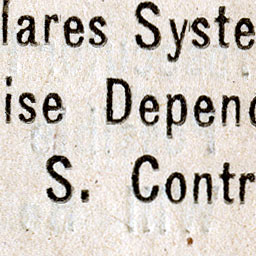 lares Syste
ise Depend
S. Contr